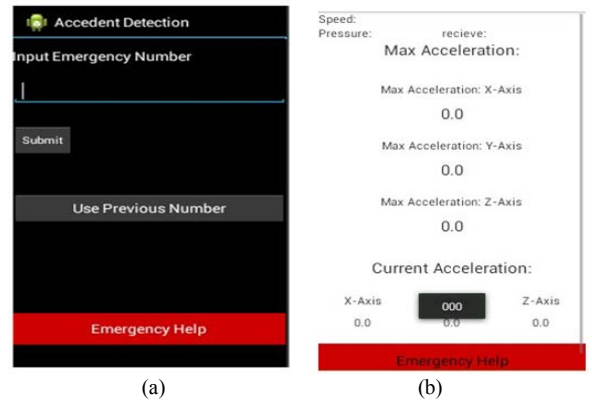 Accedent Detection
Input Emergency Number
Submit
Use Previous Number
Emergency Help
(a)
Speed:
Pressure: recieve:
Max Acceleration:
Max Acceleration: X-Axis
0.0
Max Acceleration: Y-Axis
0.0
Max Acceleration: Z-Axis
0.0
Current Acceleration:
X-Axis Z-Axis
000
0.0 0.0 0.0
Emergency Help
(b)